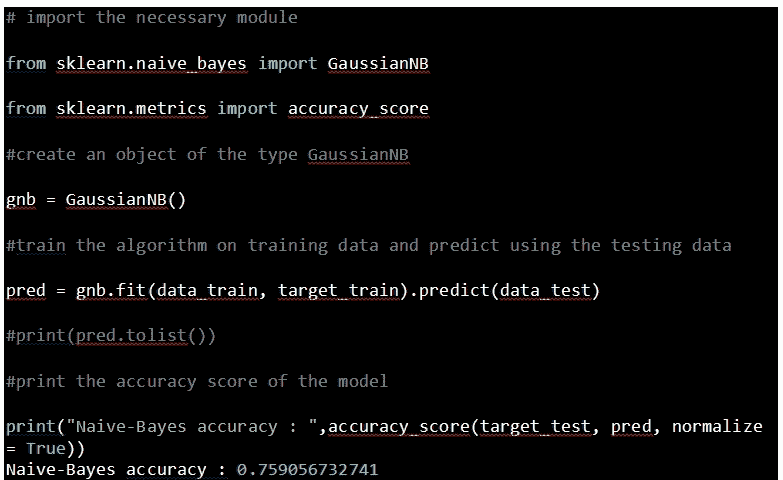 # import the necessary module
from sklearn.naive_bayes import GaussianNB
from sklearn.metrics import accuracy_score
#create an object of the type GaussianNB
gnb = GaussianNB()
#train the algorithm on training data and predict using the testing data
pred = gnb.fit(data_train, target_train).predict(data_test)
#print(pred.tolist())
#print the accuracy score of the model
print("Naive-Bayes accuracy : ",accuracy_score(target_test, pred, normalize
= True))
Naive-Bayes accuracy : 0.759056732741